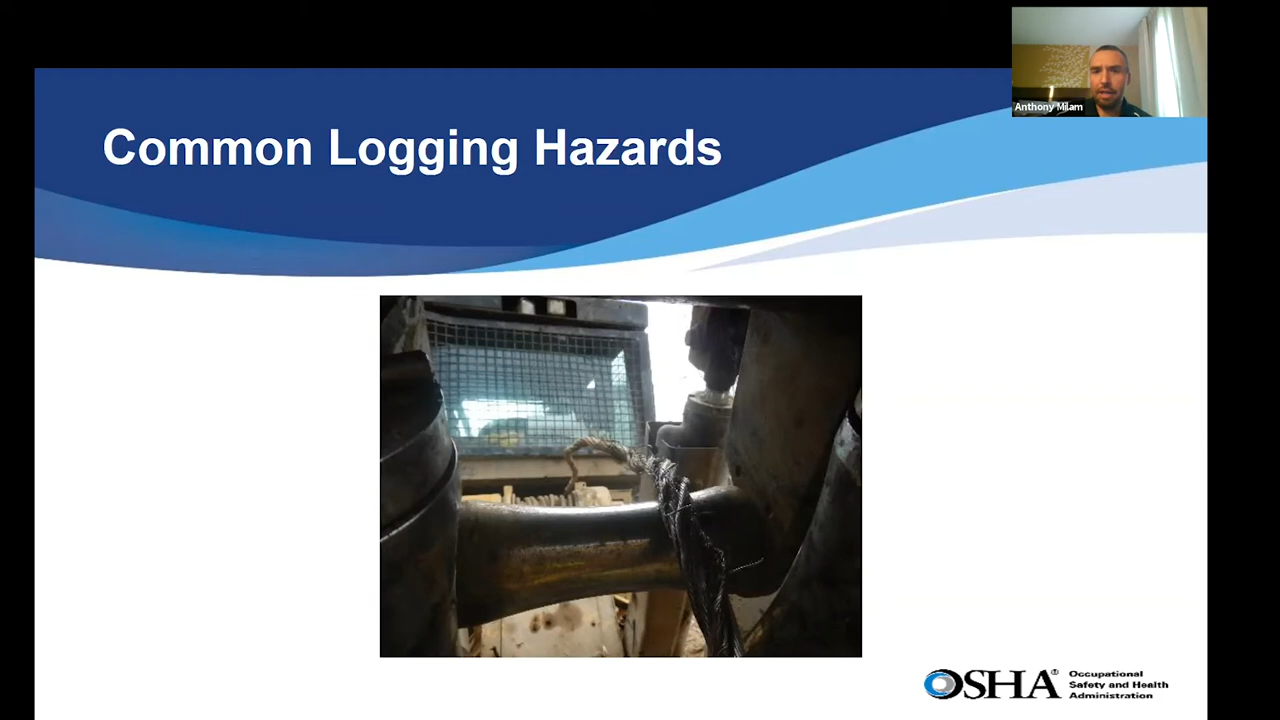 Anthony Milam
Common Logging Hazards
OSHA®
Occupational
Safety and Health
Administration